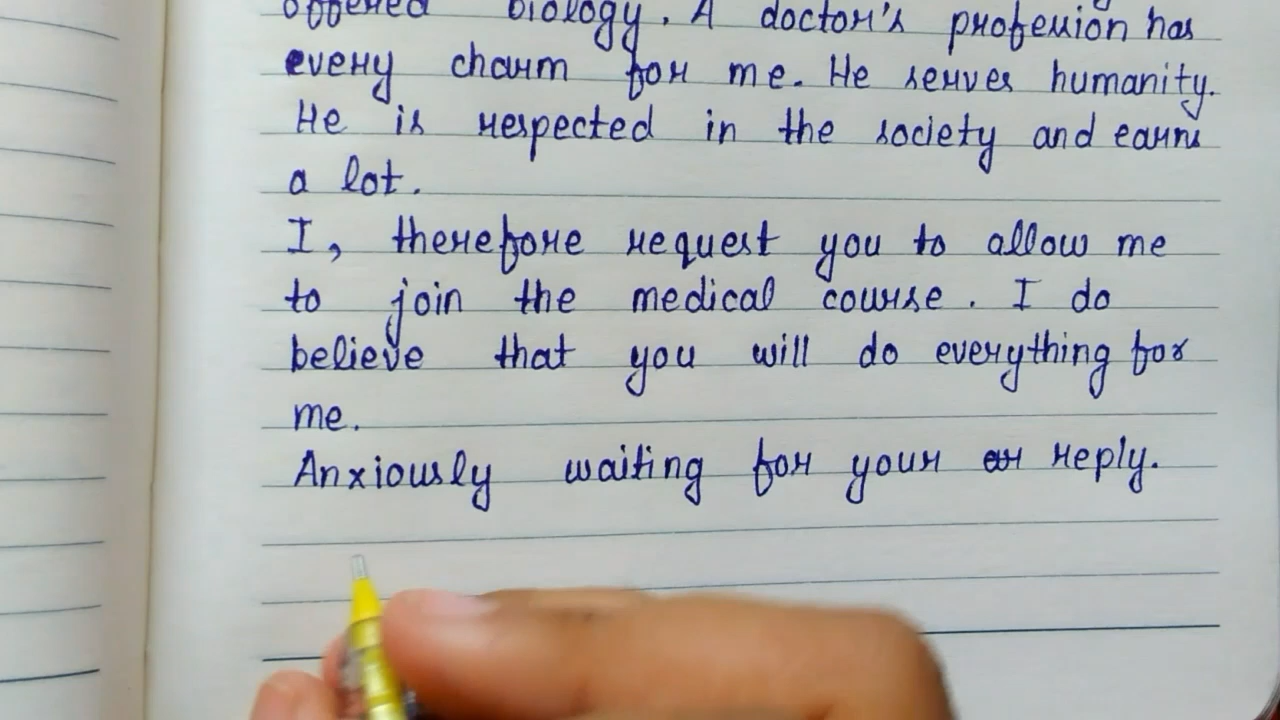 offered biology. A doctor's profession has
every charm for me. He serves humanity.
He is respected in the society and earns
a lot.
I, therefore request you to allow me
to join the medical course. I do
believe that you will do everything for
me.
Anxiously waiting for your reply.